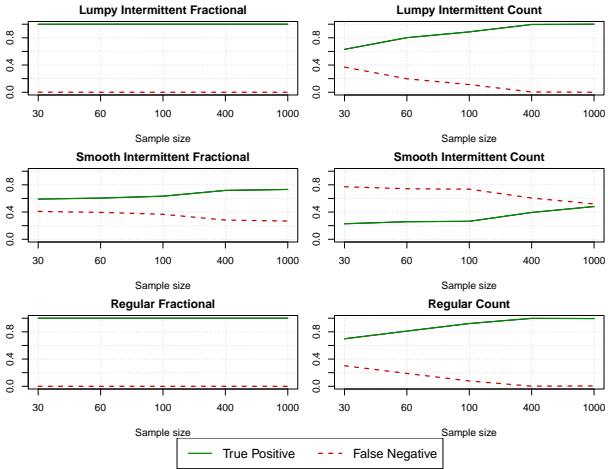 Lumpy Intermittent Fractional
0.0 0.4 0.8
30 60 100 400 1000
Sample size
Lumpy Intermittent Count
0.0 0.4 0.8
30 60 100 400 1000
Sample size
Smooth Intermittent Fractional
0.0 0.4 0.8
30 60 100 400 1000
Sample size
Smooth Intermittent Count
0.0 0.4 0.8
30 60 100 400 1000
Sample size
Regular Fractional
0.0 0.4 0.8
30 60 100 400 1000
Sample size
Regular Count
0.0 0.4 0.8
30 60 100 400 1000
Sample size
True Positive False Negative